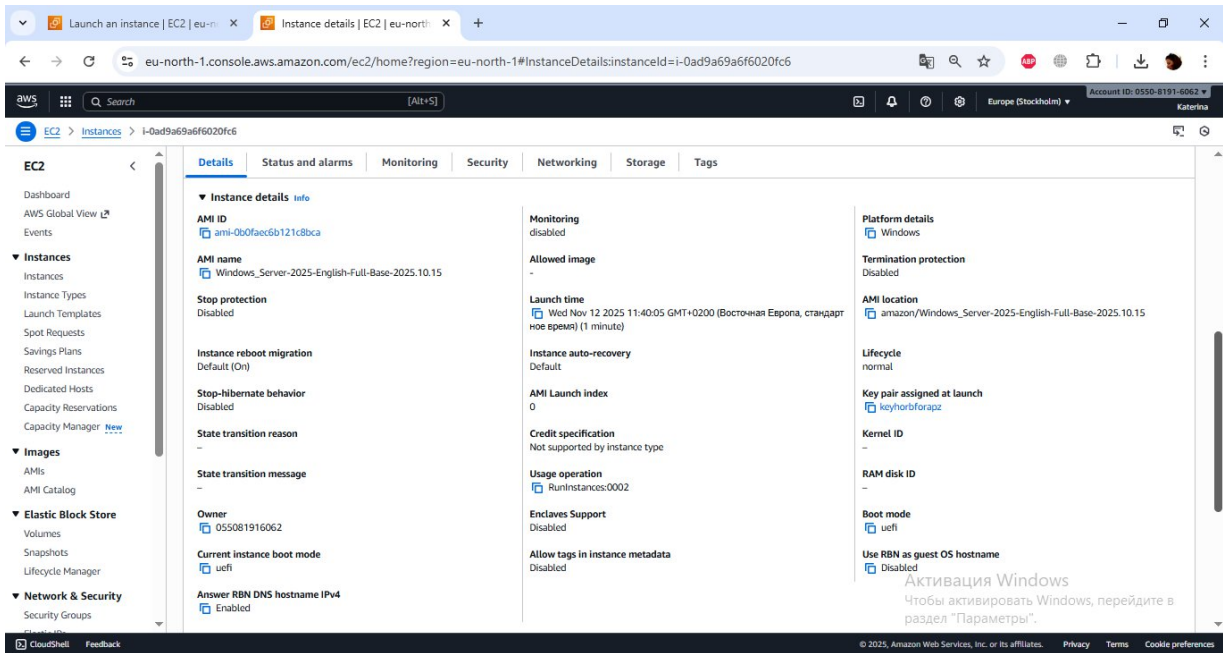 Launch an instance | EC2 | eu-n
Instance details | EC2 | eu-north
eu-north-1.console.aws.amazon.com/ec2/home?region=eu-north-1#InstanceDetails:instanceId=i-0ad9a69a6f6020fc6
ABP
aws
Search
[Alt+S]
Europe (Stockholm)
Account ID: 0550-8191-6062
Katerina
EC2 > Instances > i-0ad9a69a6f6020fc6
EC2
Dashboard
AWS Global View
Events
Instances
Instances
Instance Types
Launch Templates
Spot Requests
Savings Plans
Reserved Instances
Dedicated Hosts
Capacity Reservations
Capacity Manager New
Images
AMIs
AMI Catalog
Elastic Block Store
Volumes
Snapshots
Lifecycle Manager
Network & Security
Security Groups
Details
Status and alarms
Monitoring
Security
Networking
Storage
Tags
Instance details Info
AMI ID
ami-0b0faec6b121c8bca
Monitoring
disabled
Platform details
Windows
AMI name
Windows_Server-2025-English-Full-Base-2025.10.15
Allowed image
-
Termination protection
Disabled
Stop protection
Disabled
Launch time
Wed Nov 12 2025 11:40:05 GMT+0200 (Восточная Европа, стандарт
ное время) (1 minute)
AMI location
amazon/Windows_Server-2025-English-Full-Base-2025.10.15
Instance reboot migration
Default (On)
Instance auto-recovery
Default
Lifecycle
normal
Stop-hibernate behavior
Disabled
AMI Launch index
0
Key pair assigned at launch
keyhorbforapz
State transition reason
–
Credit specification
Not supported by instance type
Kernel ID
–
State transition message
–
Usage operation
RunInstances:0002
RAM disk ID
–
Owner
055081916062
Enclaves Support
Disabled
Boot mode
uefi
Current instance boot mode
uefi
Allow tags in instance metadata
Disabled
Use RBN as guest OS hostname
Disabled
Answer RBN DNS hostname IPv4
Enabled
Активация Windows
Чтобы активировать Windows, перейдите в
раздел "Параметры".
CloudShell
Feedback
© 2025, Amazon Web Services, Inc. or its affiliates.
Privacy
Terms
Cookie preferences